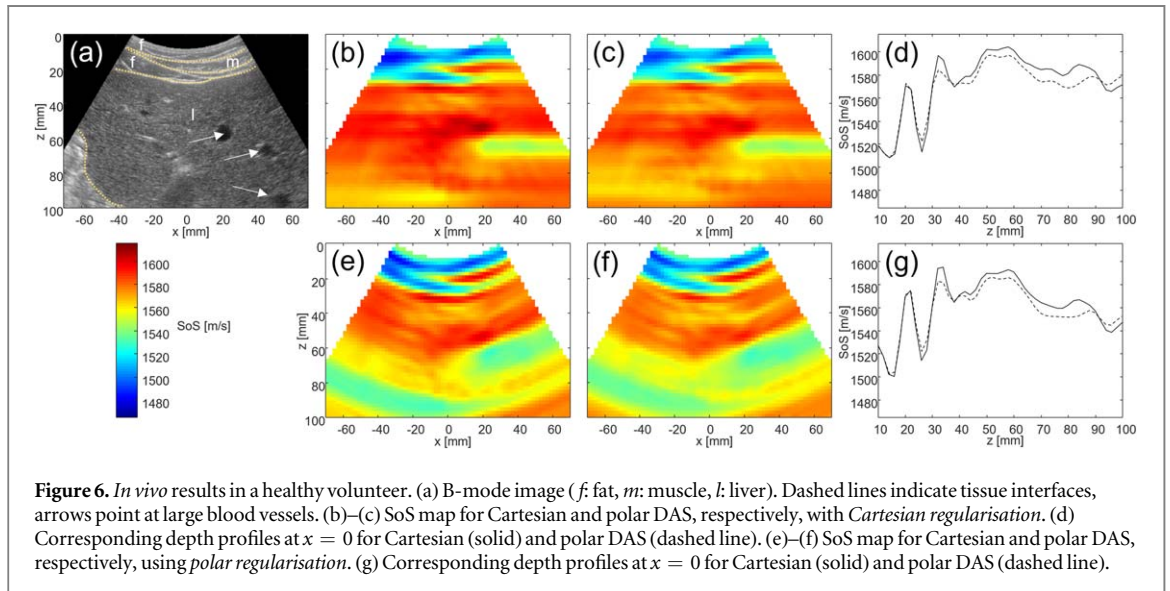 (a)
f
f
m
l
0
20
40
60
80
100
z [mm]
-60 -40 -20 0 20 40 60
x [mm]
(b)
-60 -40 -20 0 20 40 60
x [mm]
(c)
-60 -40 -20 0 20 40 60
x [mm]
(d)
1600
1580
1560
1540
1520
1500
1480
SoS [m/s]
10 20 30 40 50 60 70 80 90 100
z [mm]
1600
1580
1560
1540
1520
1500
1480
SoS [m/s]
(e)
0
20
40
60
80
100
z [mm]
-60 -40 -20 0 20 40 60
x [mm]
(f)
-60 -40 -20 0 20 40 60
x [mm]
(g)
1600
1580
1560
1540
1520
1500
1480
SoS [m/s]
10 20 30 40 50 60 70 80 90 100
z [mm]
Figure 6. In vivo results in a healthy volunteer. (a) B-mode image (f: fat, m: muscle, l: liver). Dashed lines indicate tissue interfaces,
arrows point at large blood vessels. (b)–(c) SoS map for Cartesian and polar DAS, respectively, with Cartesian regularisation. (d)
Corresponding depth profiles at x = 0 for Cartesian (solid) and polar DAS (dashed line). (e)–(f) SoS map for Cartesian and polar DAS,
respectively, using polar regularisation. (g) Corresponding depth profiles at x = 0 for Cartesian (solid) and polar DAS (dashed line).